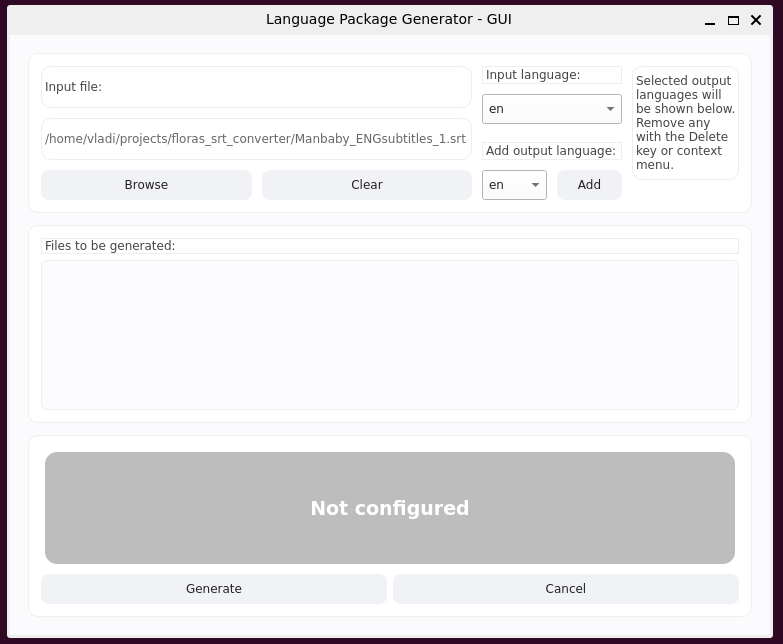 Language Package Generator - GUI
Input file:
/home/vladi/projects/floras_srt_converter/Manbaby_ENGsubtitles_1.srt
Browse
Clear
Input language:
en
Add output language:
en
Add
Selected output
languages will
be shown below.
Remove any
with the Delete
key or context
menu.
Files to be generated:
Not configured
Generate
Cancel